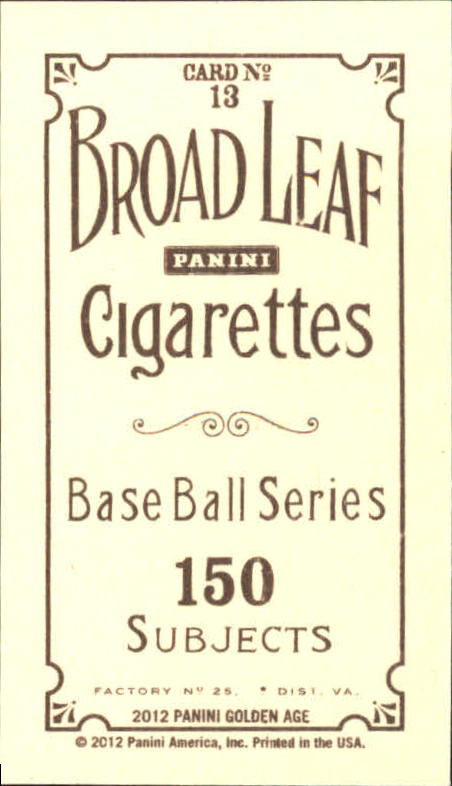 CARD Nº
13
BROAD LEAF
PANINI
Cigarettes
Base Ball Series
150
SUBJECTS
FACTORY Nº 25. * DIST. VA.
2012 PANINI GOLDEN AGE
© 2012 Panini America, Inc. Printed in the USA.